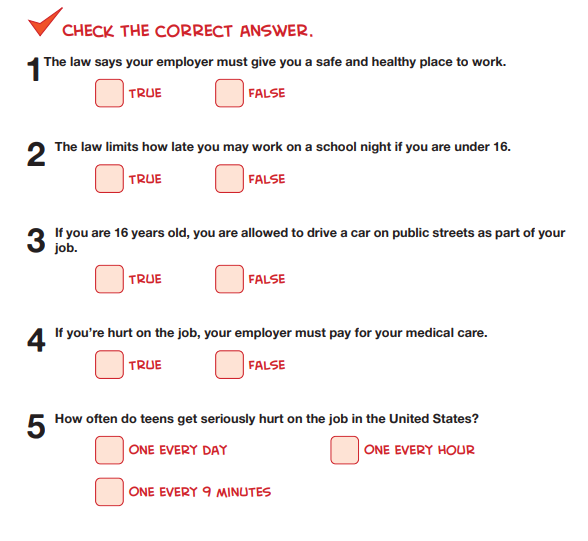 CHECK THE CORRECT ANSWER.
1 The law says your employer must give you a safe and healthy place to work.
TRUE FALSE
2 The law limits how late you may work on a school night if you are under 16.
TRUE FALSE
3 If you are 16 years old, you are allowed to drive a car on public streets as part of your
job.
TRUE FALSE
4 If you’re hurt on the job, your employer must pay for your medical care.
TRUE FALSE
5 How often do teens get seriously hurt on the job in the United States?
ONE EVERY DAY ONE EVERY HOUR
ONE EVERY 9 MINUTES